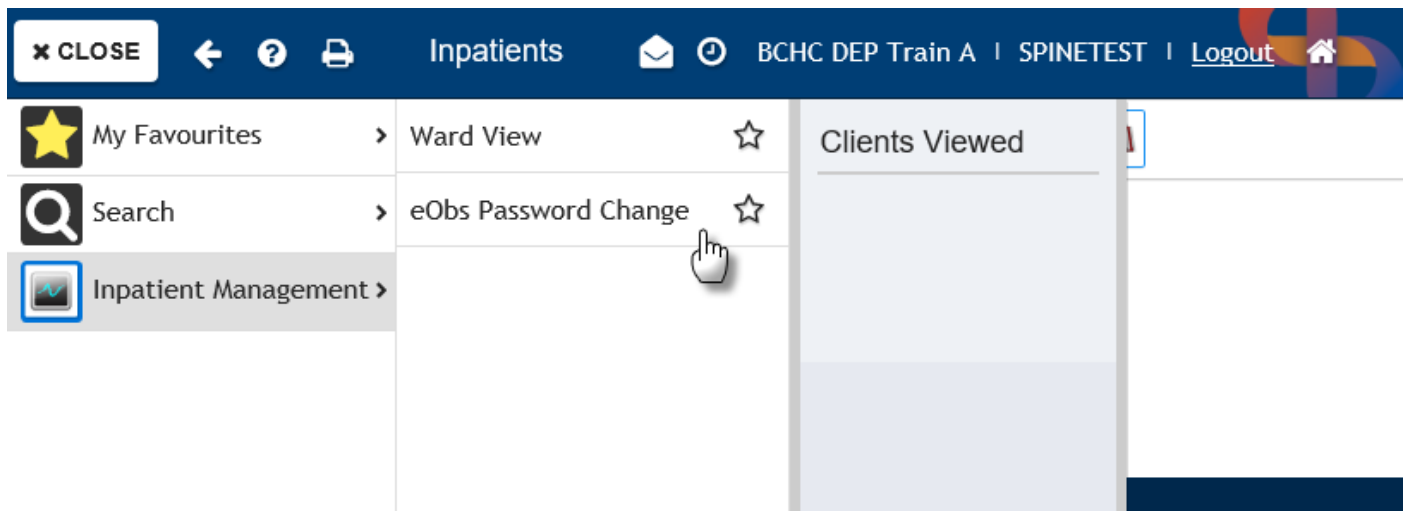 ✖ CLOSE
Inpatients
BCHC DEP Train A | SPINETEST | Logout
My Favourites
Search
Inpatient Management
Ward View
eObs Password Change
Clients Viewed